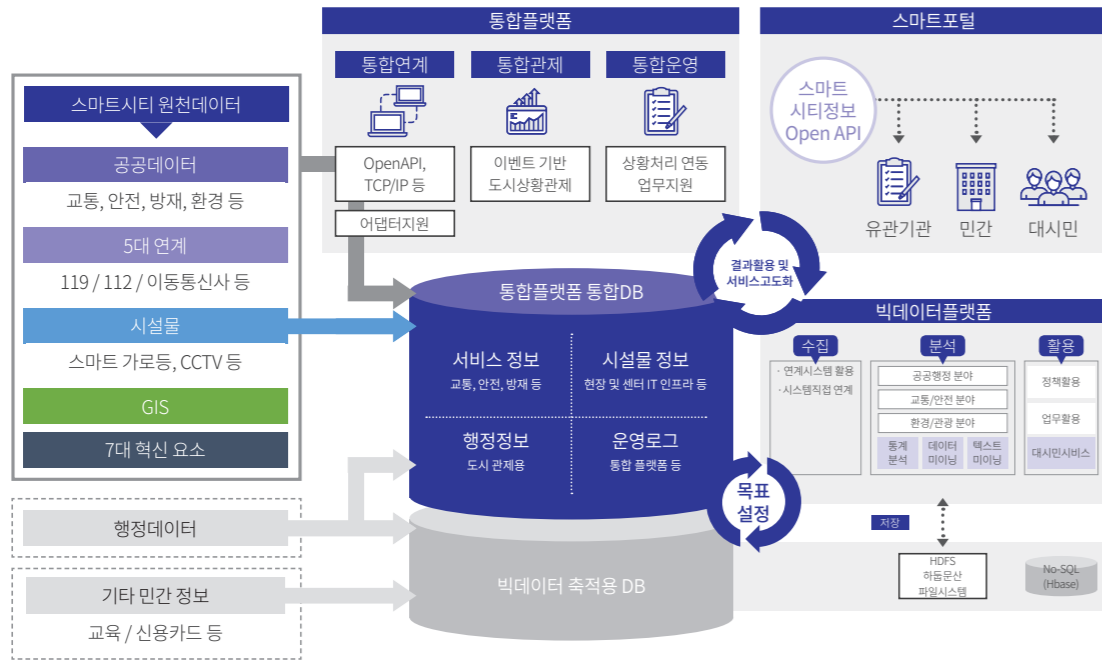 통합플랫폼
통합연계
통합관제
통합운영
OpenAPI,
TCP/IP 등
어댑터지원
이벤트 기반
도시상황관제
상황처리 연동
업무지원
스마트포털
스마트
시티정보
Open API
유관기관
민간
대시민
스마트시티 원천데이터
공공데이터
교통, 안전, 방재, 환경 등
5대 연계
119 / 112 / 이동통신사 등
시설물
스마트 가로등, CCTV 등
GIS
7대 혁신 요소
행정데이터
기타 민간 정보
교육 / 신용카드 등
통합플랫폼 통합DB
서비스 정보
교통, 안전, 방재 등
시설물 정보
현장 및 센터 IT 인프라 등
행정정보
도시 관제용
운영로그
통합 플랫폼 등
빅데이터 축적용 DB
결과활용 및
서비스고도화
목표
설정
빅데이터플랫폼
수집
· 연계시스템 활용
· 시스템직접 연계
분석
공공행정 분야
교통/안전 분야
환경/관광 분야
통계
분석
데이터
미이닝
텍스트
미이닝
활용
정책활용
업무활용
대시민시비스
저장
HDFS
하둡문산
파일시스템
No-SQL
(Hbase)